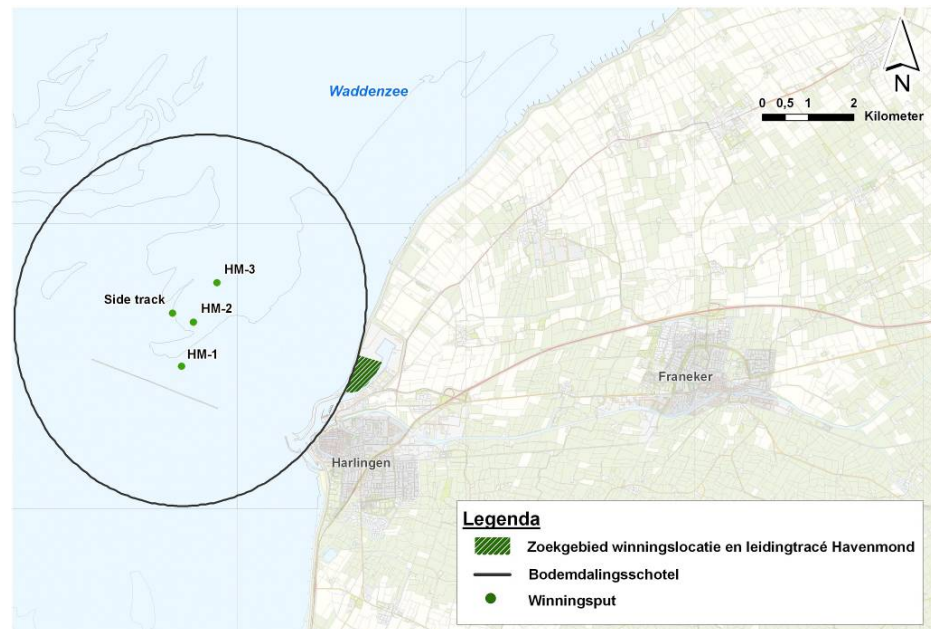 Waddenzee
N
0 0,5 1 2
Kilometer
HM-3
Side track
HM-2
HM-1
Franeker
Harlingen
Legenda
Zoekgebied winningslocatie en leidingtracé Havenmond
Bodemdalingsschotel
Winningsput